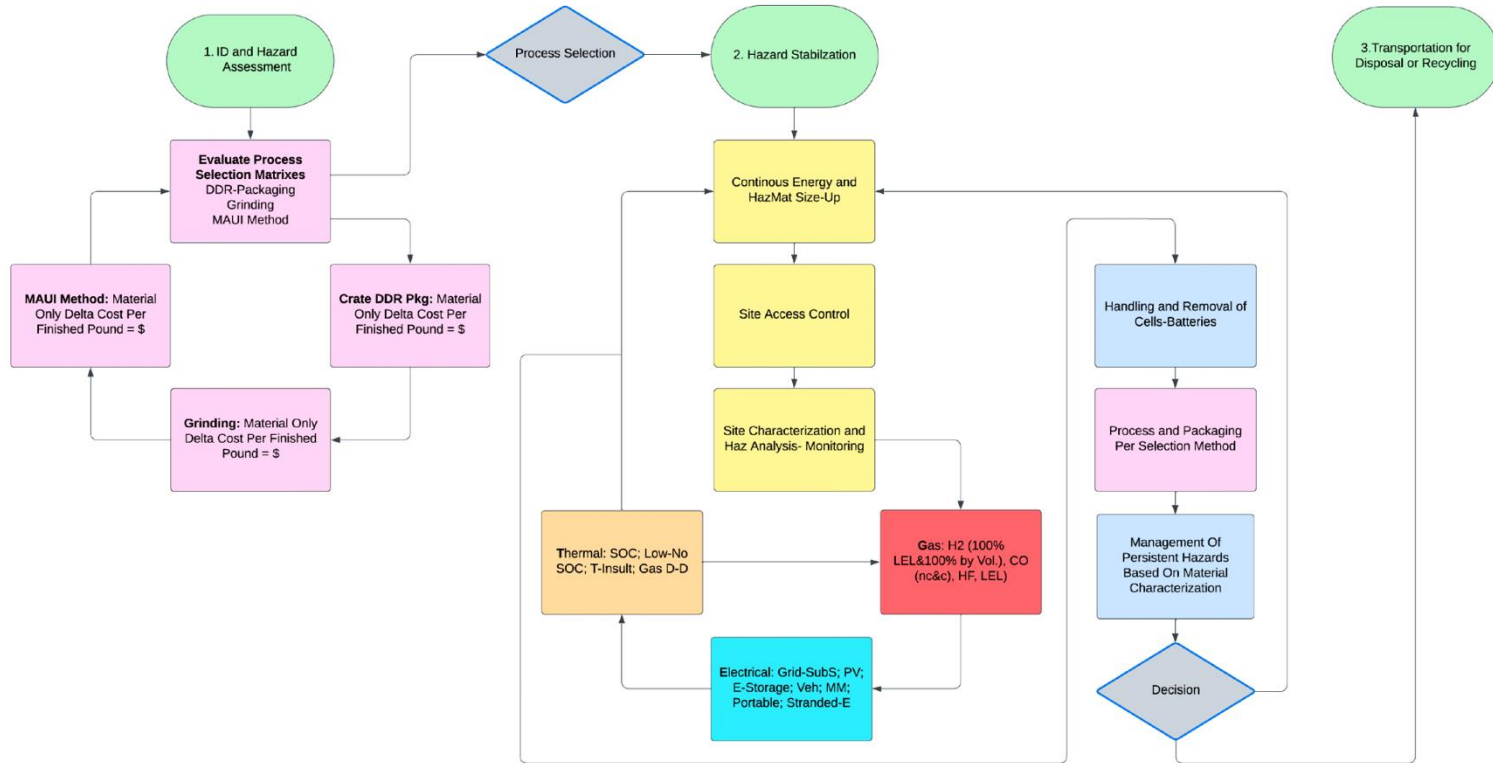 1. ID and Hazard
Assessment
Process Selection
2. Hazard Stabilzation
3.Transportation for
Disposal or Recycling
Evaluate Process
Selection Matrixes
DDR-Packaging
Grinding
MAUI Method
MAUI Method: Material
Only Delta Cost Per
Finished Pound = $
Crate DDR Pkg: Material
Only Delta Cost Per
Finished Pound = $
Grinding: Material Only
Delta Cost Per Finished
Pound = $
Continous Energy and
HazMat Size-Up
Site Access Control
Site Characterization and
Haz Analysis- Monitoring
Thermal: SOC; Low-No
SOC; T-Insult; Gas D-D
Gas: H2 (100%
LEL&100% by Vol.), CO
(nc&c), HF, LEL)
Electrical: Grid-SubS; PV;
E-Storage; Veh; MM;
Portable; Stranded-E
Handling and Removal of
Cells-Batteries
Process and Packaging
Per Selection Method
Management Of
Persistent Hazards
Based On Material
Characterization
Decision